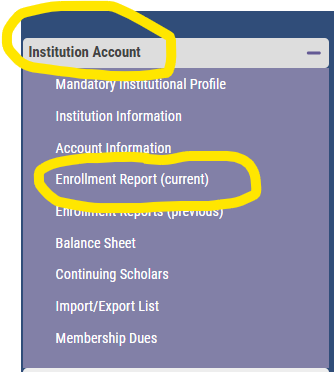 Institution Account
Mandatory Institutional Profile
Institution Information
Account Information
Enrollment Report (current)
Enrollment Reports (previous)
Balance Sheet
Continuing Scholars
Import/Export List
Membership Dues